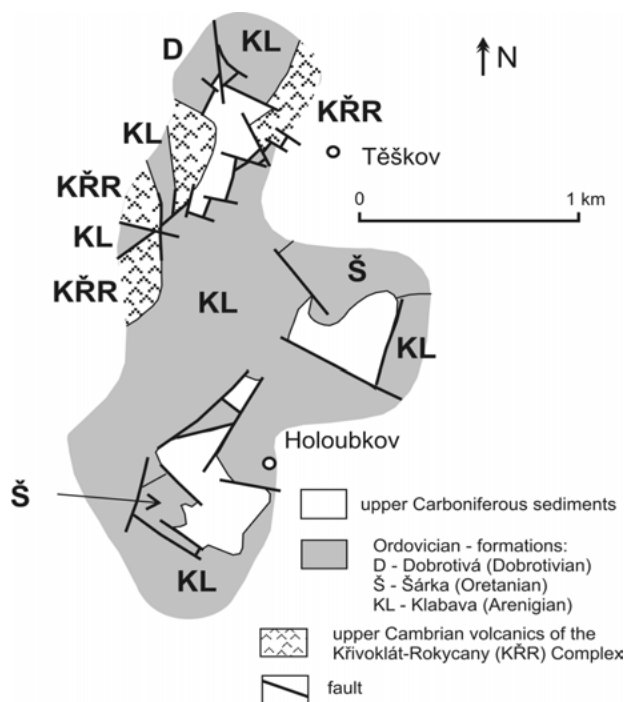 D
KL
N
KŘR
KL
Těškov
KŘR
0
1 km
KL
Š
KŘR
KL
KL
Holoubkov
Š
KL
upper Carboniferous sediments
Ordovician - formations:
D - Dobrotivá (Dobrotivian)
Š - Šárka (Oretanian)
KL - Klabava (Arenigian)
upper Cambrian volcanics of the
Křivoklát-Rokycany (KŘR) Complex
fault